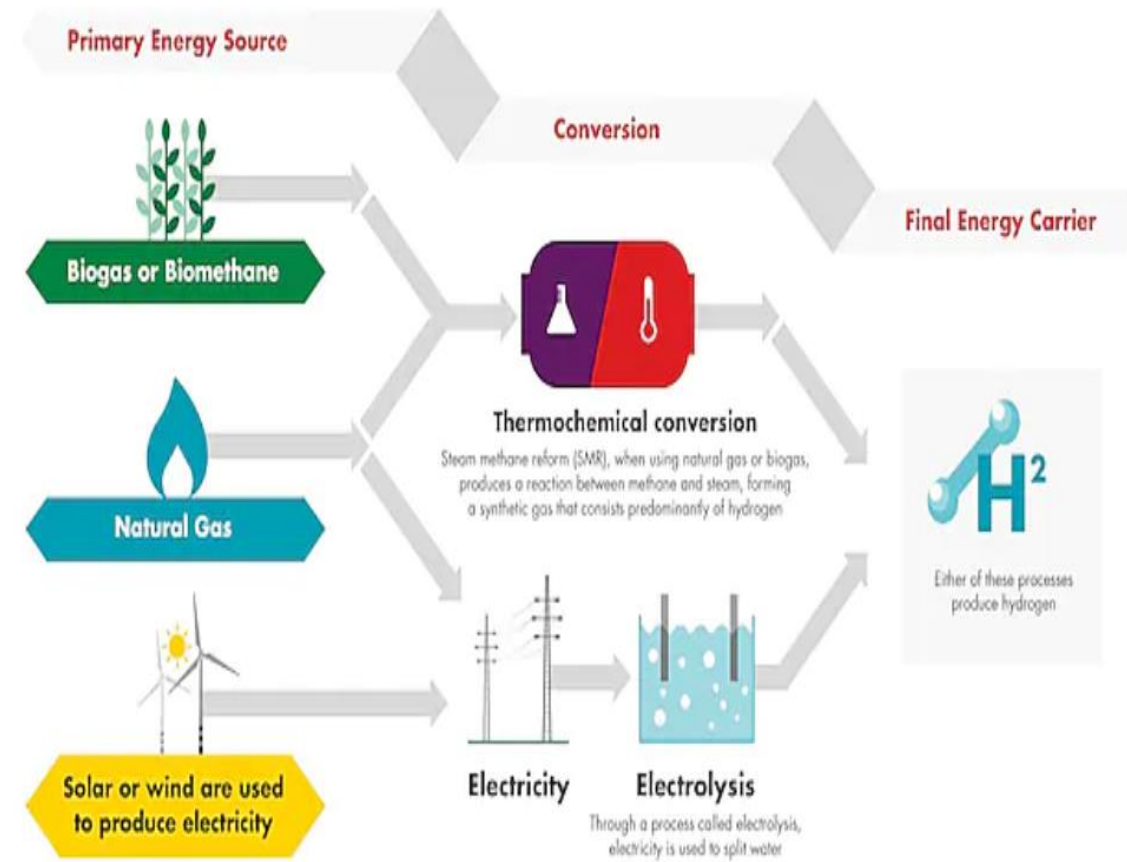 Primary Energy Source
Conversion
Final Energy Carrier
Biogas or Biomethane
Thermochemical conversion
Steam methane reform (SMR), when using natural gas or biogas,
produces a reaction between methane and steam, forming
a synthetic gas that consists predominantly of hydrogen
Natural Gas
H²
Either of these processes
produce hydrogen
Solar or wind are used
to produce electricity
Electricity
Electrolysis
Through a process called electrolysis,
electricity is used to split water